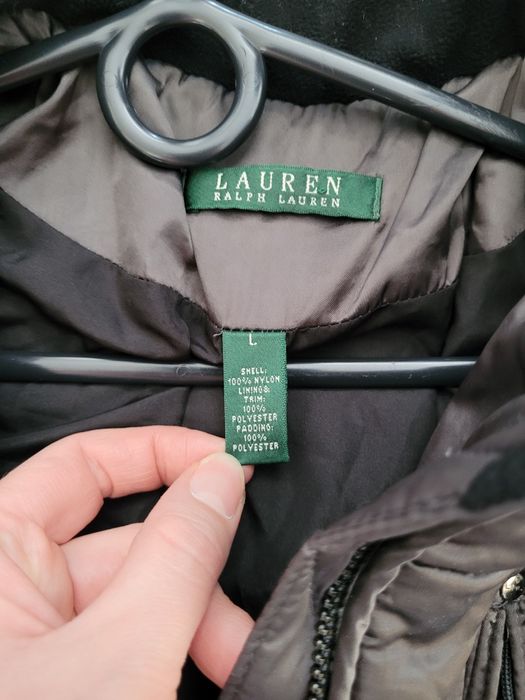 LAUREN
RALPH LAUREN
L
SHELL:
100% NYLON
LINING&
TRIM:
100%
POLYESTER
PADDING:
100%
POLYESTER